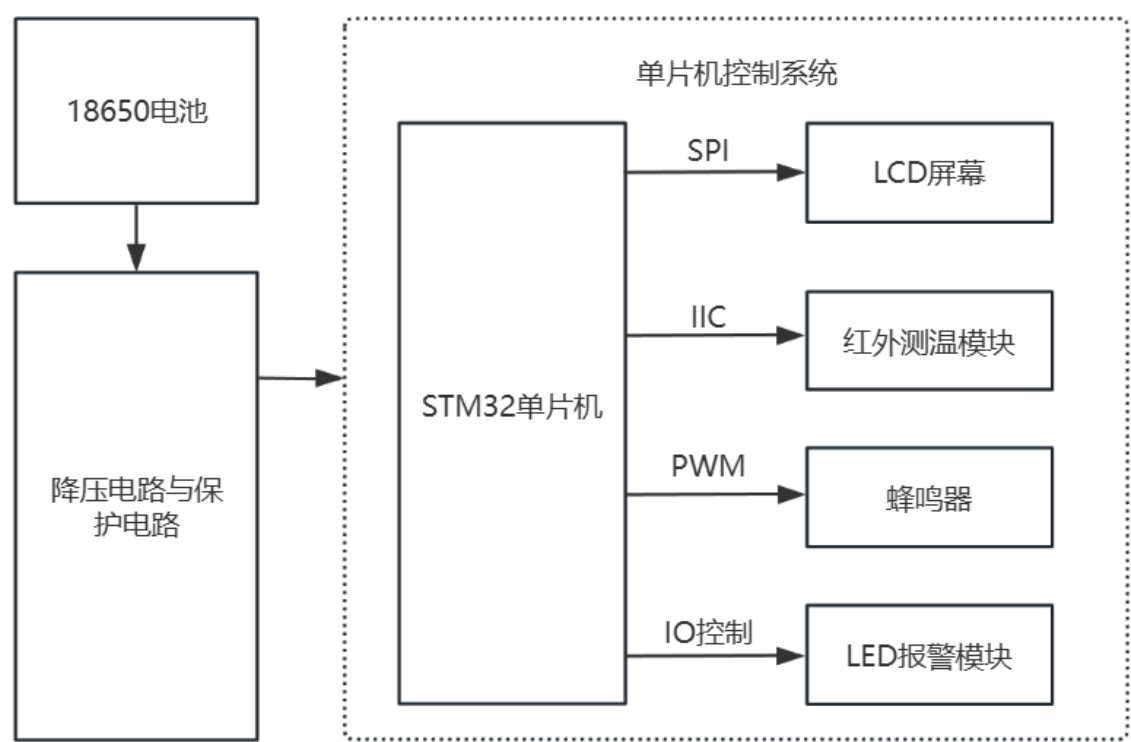 18650电池
降压电路与保
护电路
单片机控制系统
STM32单片机
SPI
LCD屏幕
IIC
红外测温模块
PWM
蜂鸣器
IO控制
LED报警模块